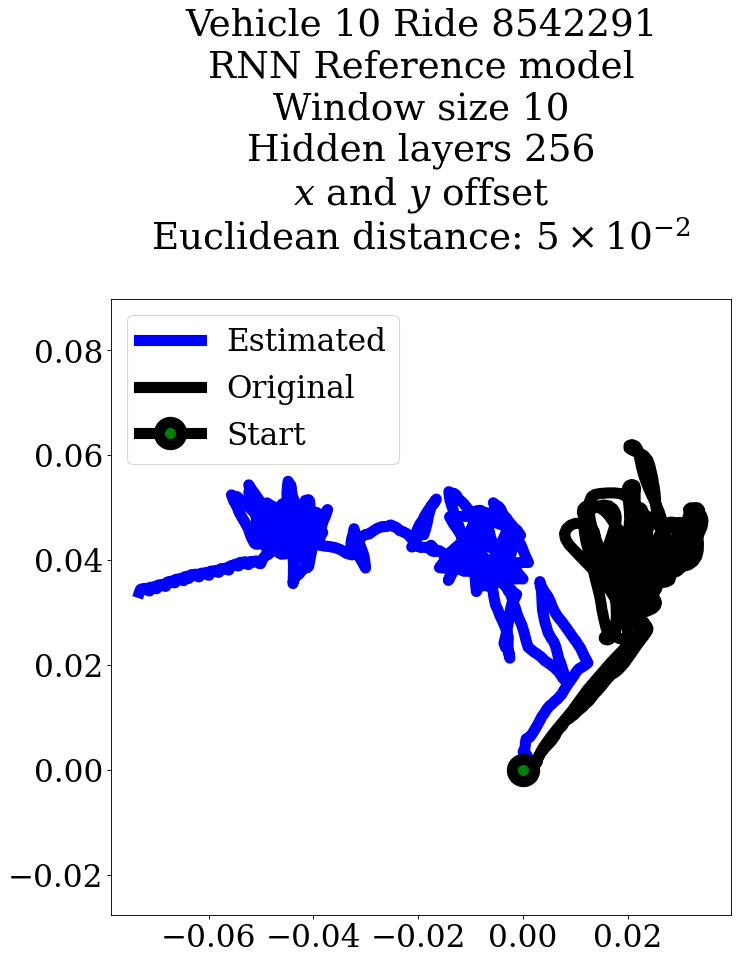 Vehicle 10 Ride 8542291
RNN Reference model
Window size 10
Hidden layers 256
x and y offset
Euclidean distance: 5 × 10⁻²
Estimated
Original
Start
0.08
0.06
0.04
0.02
0.00
−0.02
−0.06 −0.04 −0.02 0.00 0.02